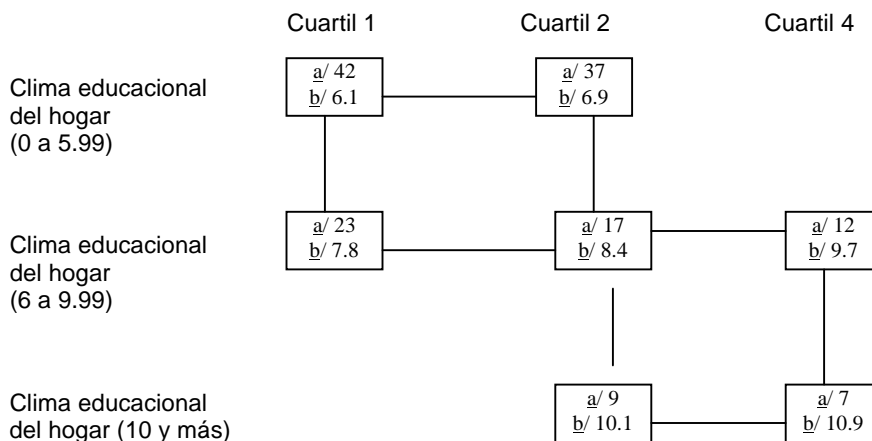 Cuartil 1 Cuartil 2 Cuartil 4
Clima educacional
del hogar
(0 a 5.99)
a/ 42
b/ 6.1
a/ 37
b/ 6.9
Clima educacional
del hogar
(6 a 9.99)
a/ 23
b/ 7.8
a/ 17
b/ 8.4
a/ 12
b/ 9.7
Clima educacional
del hogar (10 y más)
a/ 9
b/ 10.1
a/ 7
b/ 10.9